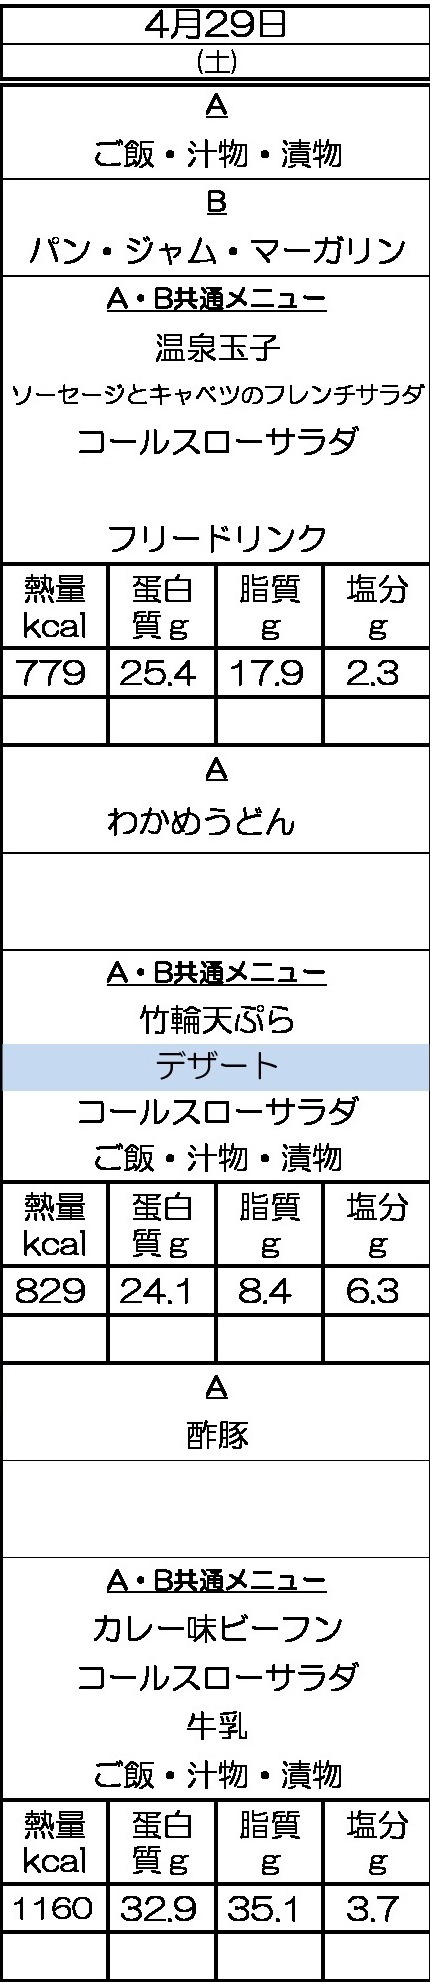 4月29日
(土)
A
ご飯・汁物・漬物
B
パン・ジャム・マーガリン
A・B共通メニュー
温泉玉子
ソーセージとキャベツのフレンチサラダ
コールスローサラダ
フリードリンク
熱量 蛋白 脂質 塩分
kcal 質g g g
779 25.4 17.9 2.3
A
わかめうどん
A・B共通メニュー
竹輪天ぷら
デザート
コールスローサラダ
ご飯・汁物・漬物
熱量 蛋白 脂質 塩分
kcal 質g g g
829 24.1 8.4 6.3
A
酢豚
A・B共通メニュー
カレー味ビーフン
コールスローサラダ
牛乳
ご飯・汁物・漬物
熱量 蛋白 脂質 塩分
kcal 質g g g
1160 32.9 35.1 3.7